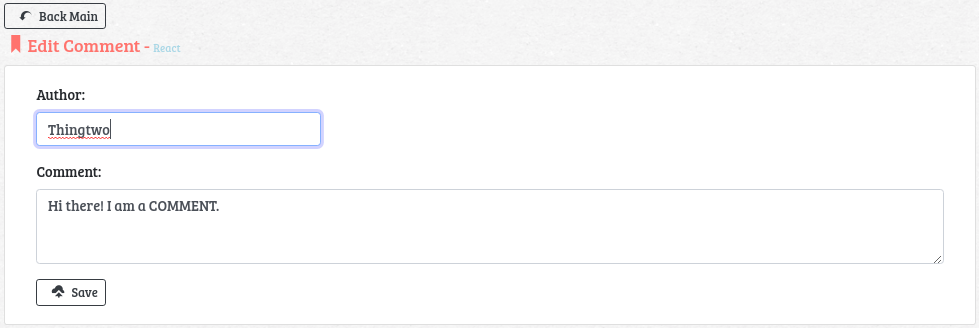 Back Main
Edit Comment - React
Author:
Thingtwo
Comment:
Hi there! I am a COMMENT.
Save